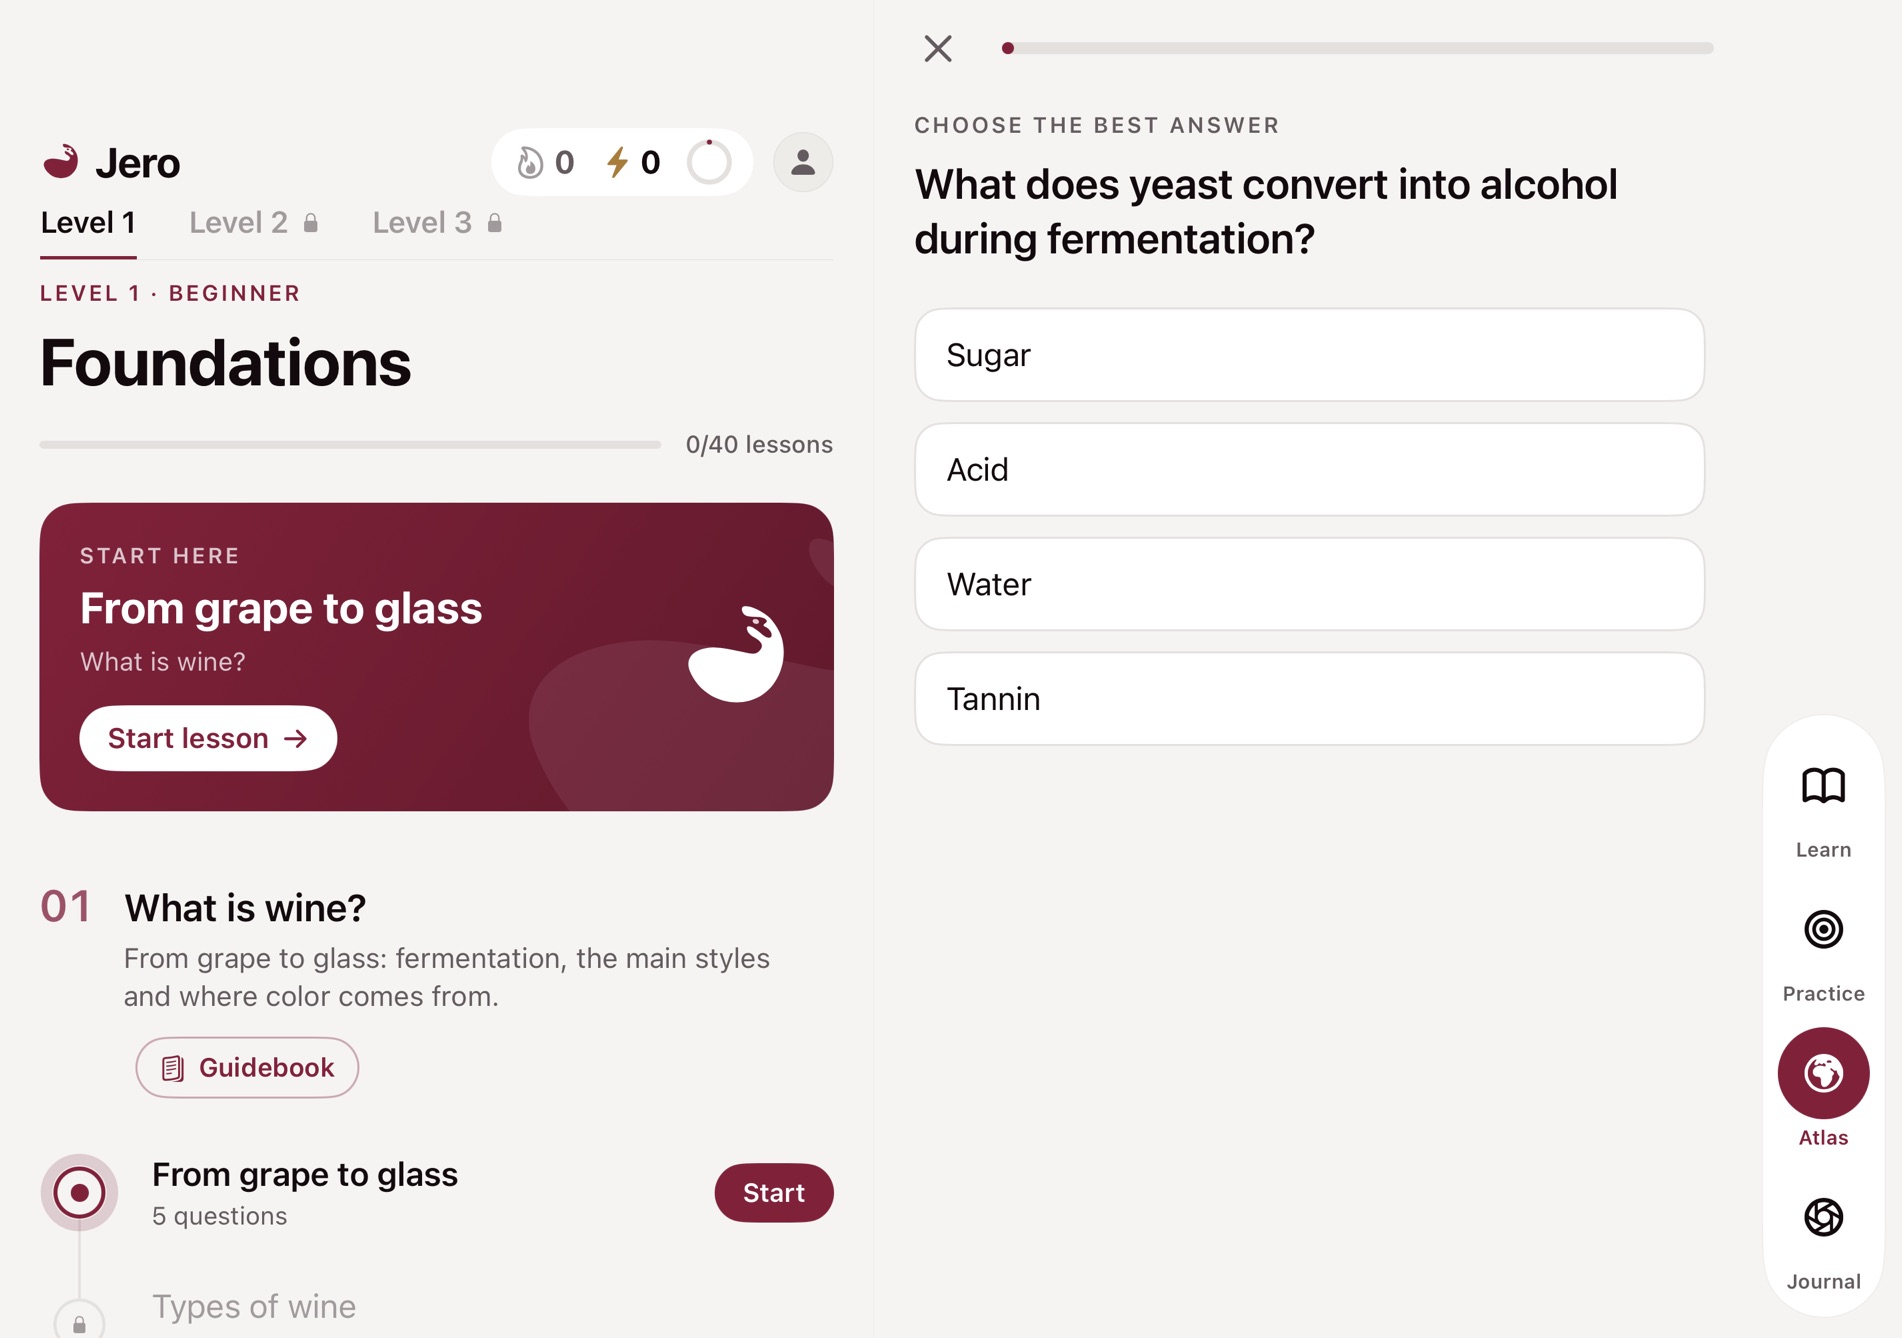 Jero
0
0
Level 1
Level 2
Level 3
LEVEL 1 · BEGINNER
Foundations
0/40 lessons
START HERE
From grape to glass
What is wine?
Start lesson →
01
What is wine?
From grape to glass: fermentation, the main styles
and where color comes from.
Guidebook
From grape to glass
5 questions
Start
Types of wine
CHOOSE THE BEST ANSWER
What does yeast convert into alcohol
during fermentation?
Sugar
Acid
Water
Tannin
Learn
Practice
Atlas
Journal